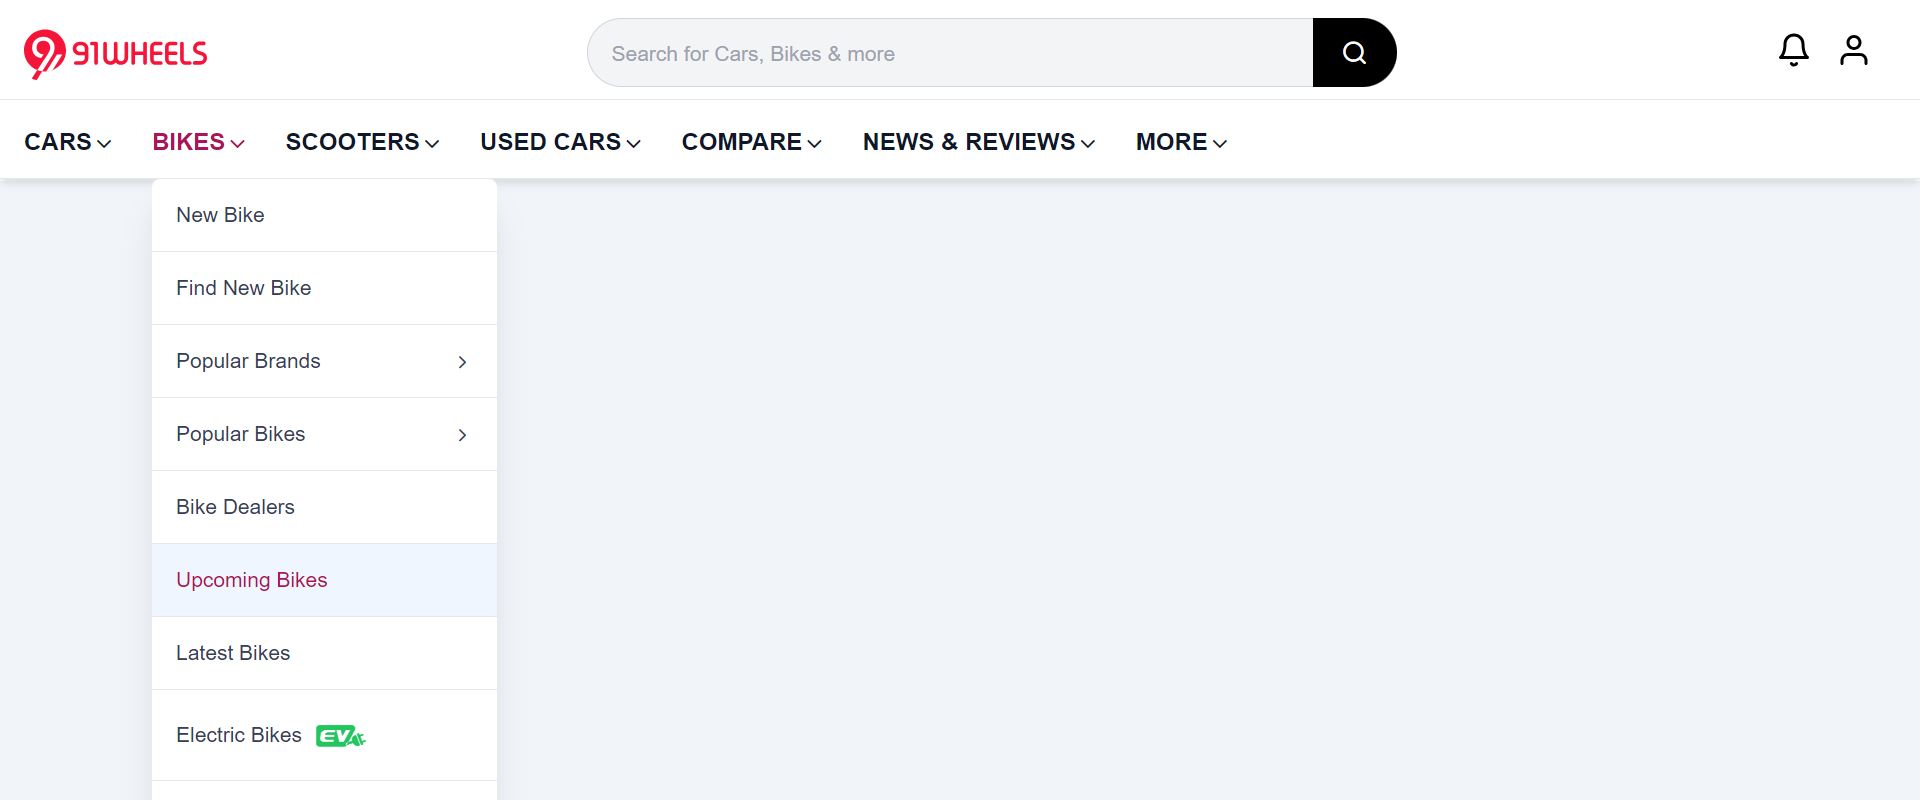 91WHEELS
Search for Cars, Bikes & more
CARS BIKES SCOOTERS USED CARS COMPARE NEWS & REVIEWS MORE
New Bike
Find New Bike
Popular Brands
Popular Bikes
Bike Dealers
Upcoming Bikes
Latest Bikes
Electric Bikes EV